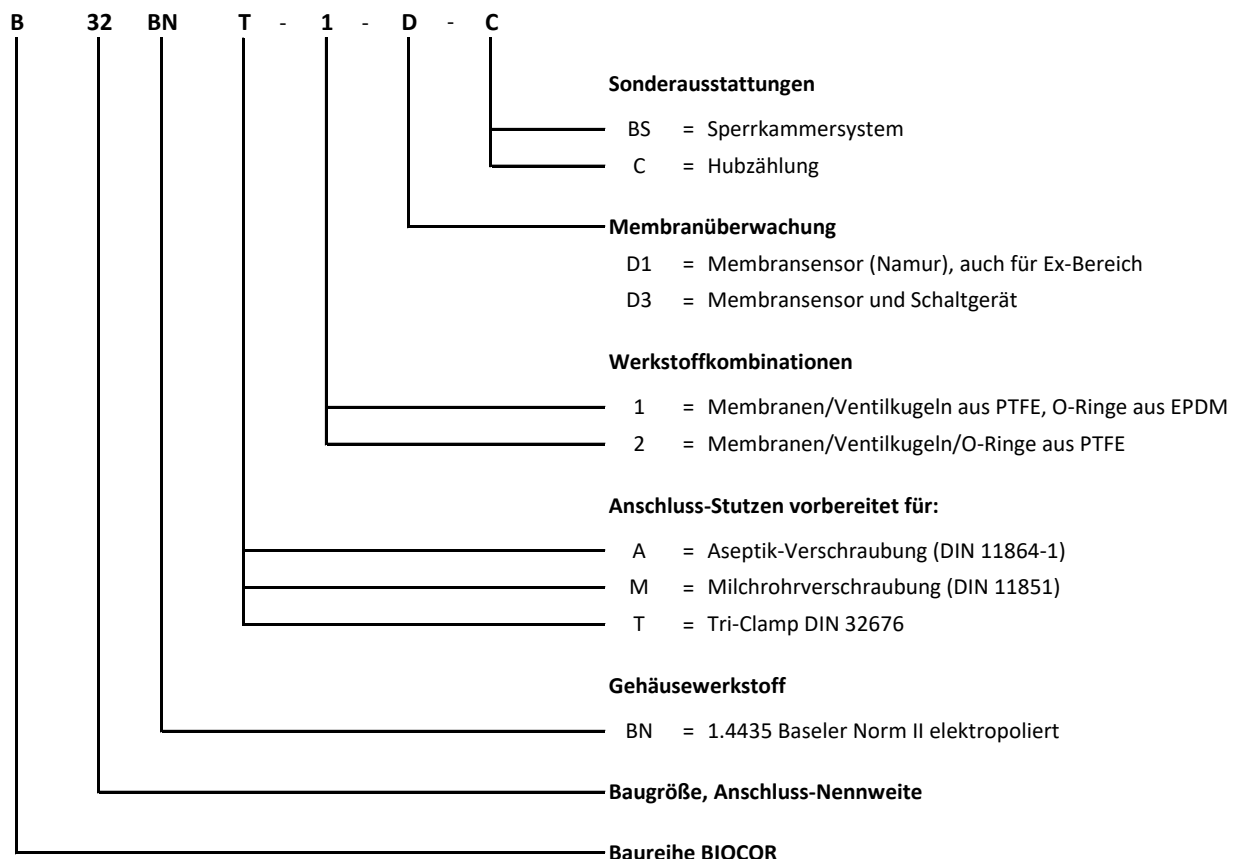 B 32 BN T - 1 - D - C
Sonderausstattungen
BS = Sperrkammersystem
C = Hubzählung
Membranüberwachung
D1 = Membransensor (Namur), auch für Ex-Bereich
D3 = Membransensor und Schaltgerät
Werkstoffkombinationen
1 = Membranen/Ventilkugeln aus PTFE, O-Ringe aus EPDM
2 = Membranen/Ventilkugeln/O-Ringe aus PTFE
Anschluss-Stutzen vorbereitet für:
A = Aseptik-Verschraubung (DIN 11864-1)
M = Milchrohrverschraubung (DIN 11851)
T = Tri-Clamp DIN 32676
Gehäusewerkstoff
BN = 1.4435 Baseler Norm II elektropoliert
Baugröße, Anschluss-Nennweite
Baureihe BIOCOR